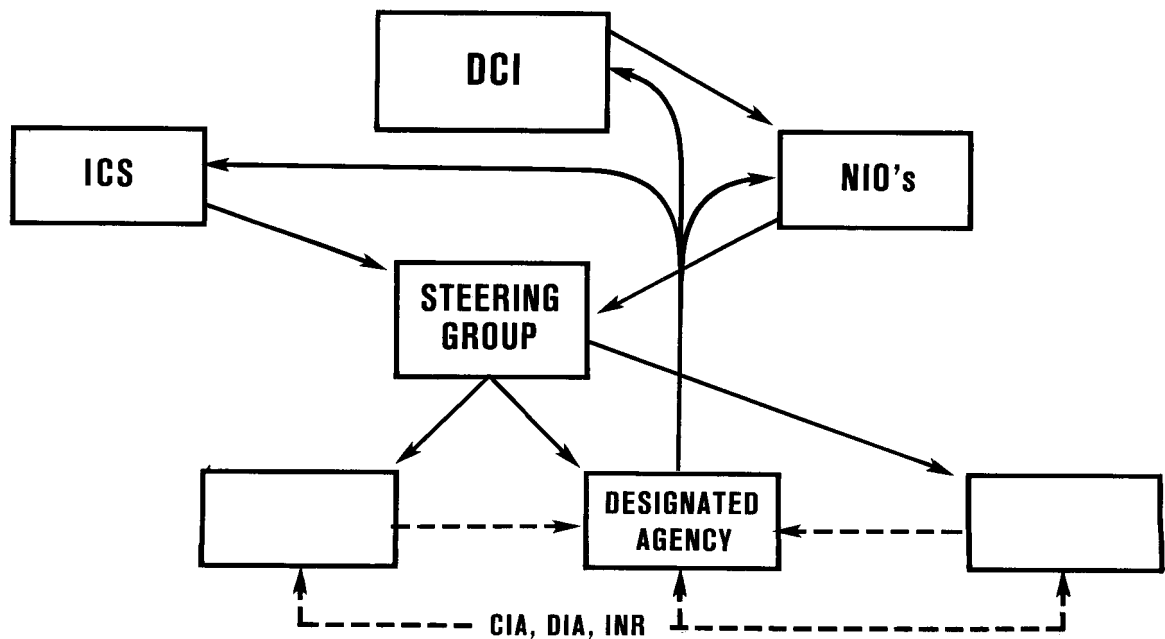 DCI
ICS
NIO's
STEERING
GROUP
DESIGNATED
AGENCY
CIA, DIA, INR